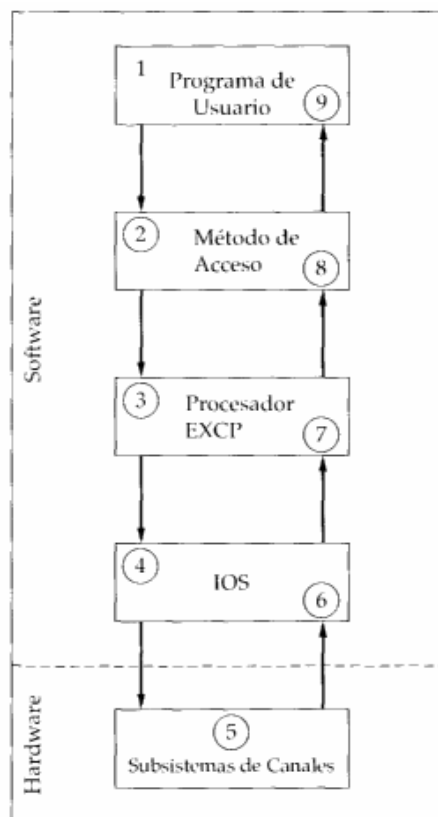 1
Programa de
Usuario
9
2
Método de
Acceso
8
3
Procesador
EXCP
7
4
IOS
6
5
Subsistemas de Canales
Software
Hardware